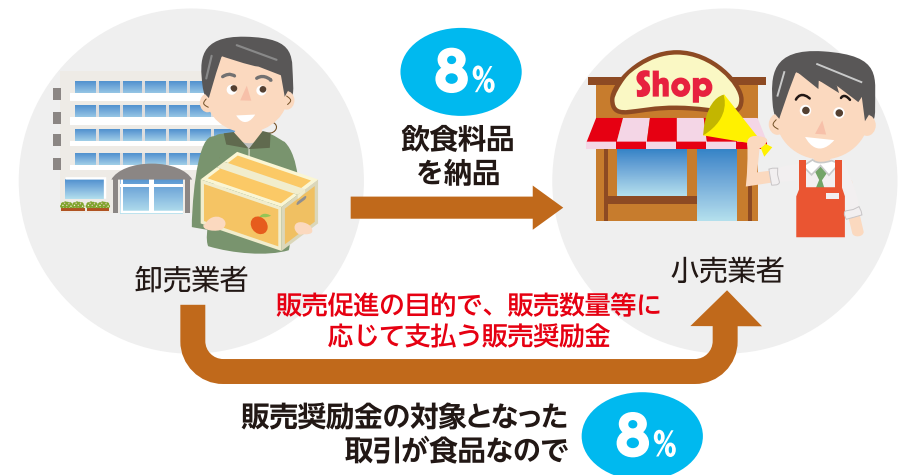 8%
飲食料品
を納品
Shop
卸売業者
小売業者
販売促進の目的で、販売数量等に
応じて支払う販売奨励金
販売奨励金の対象となった
取引が食品なので
8%